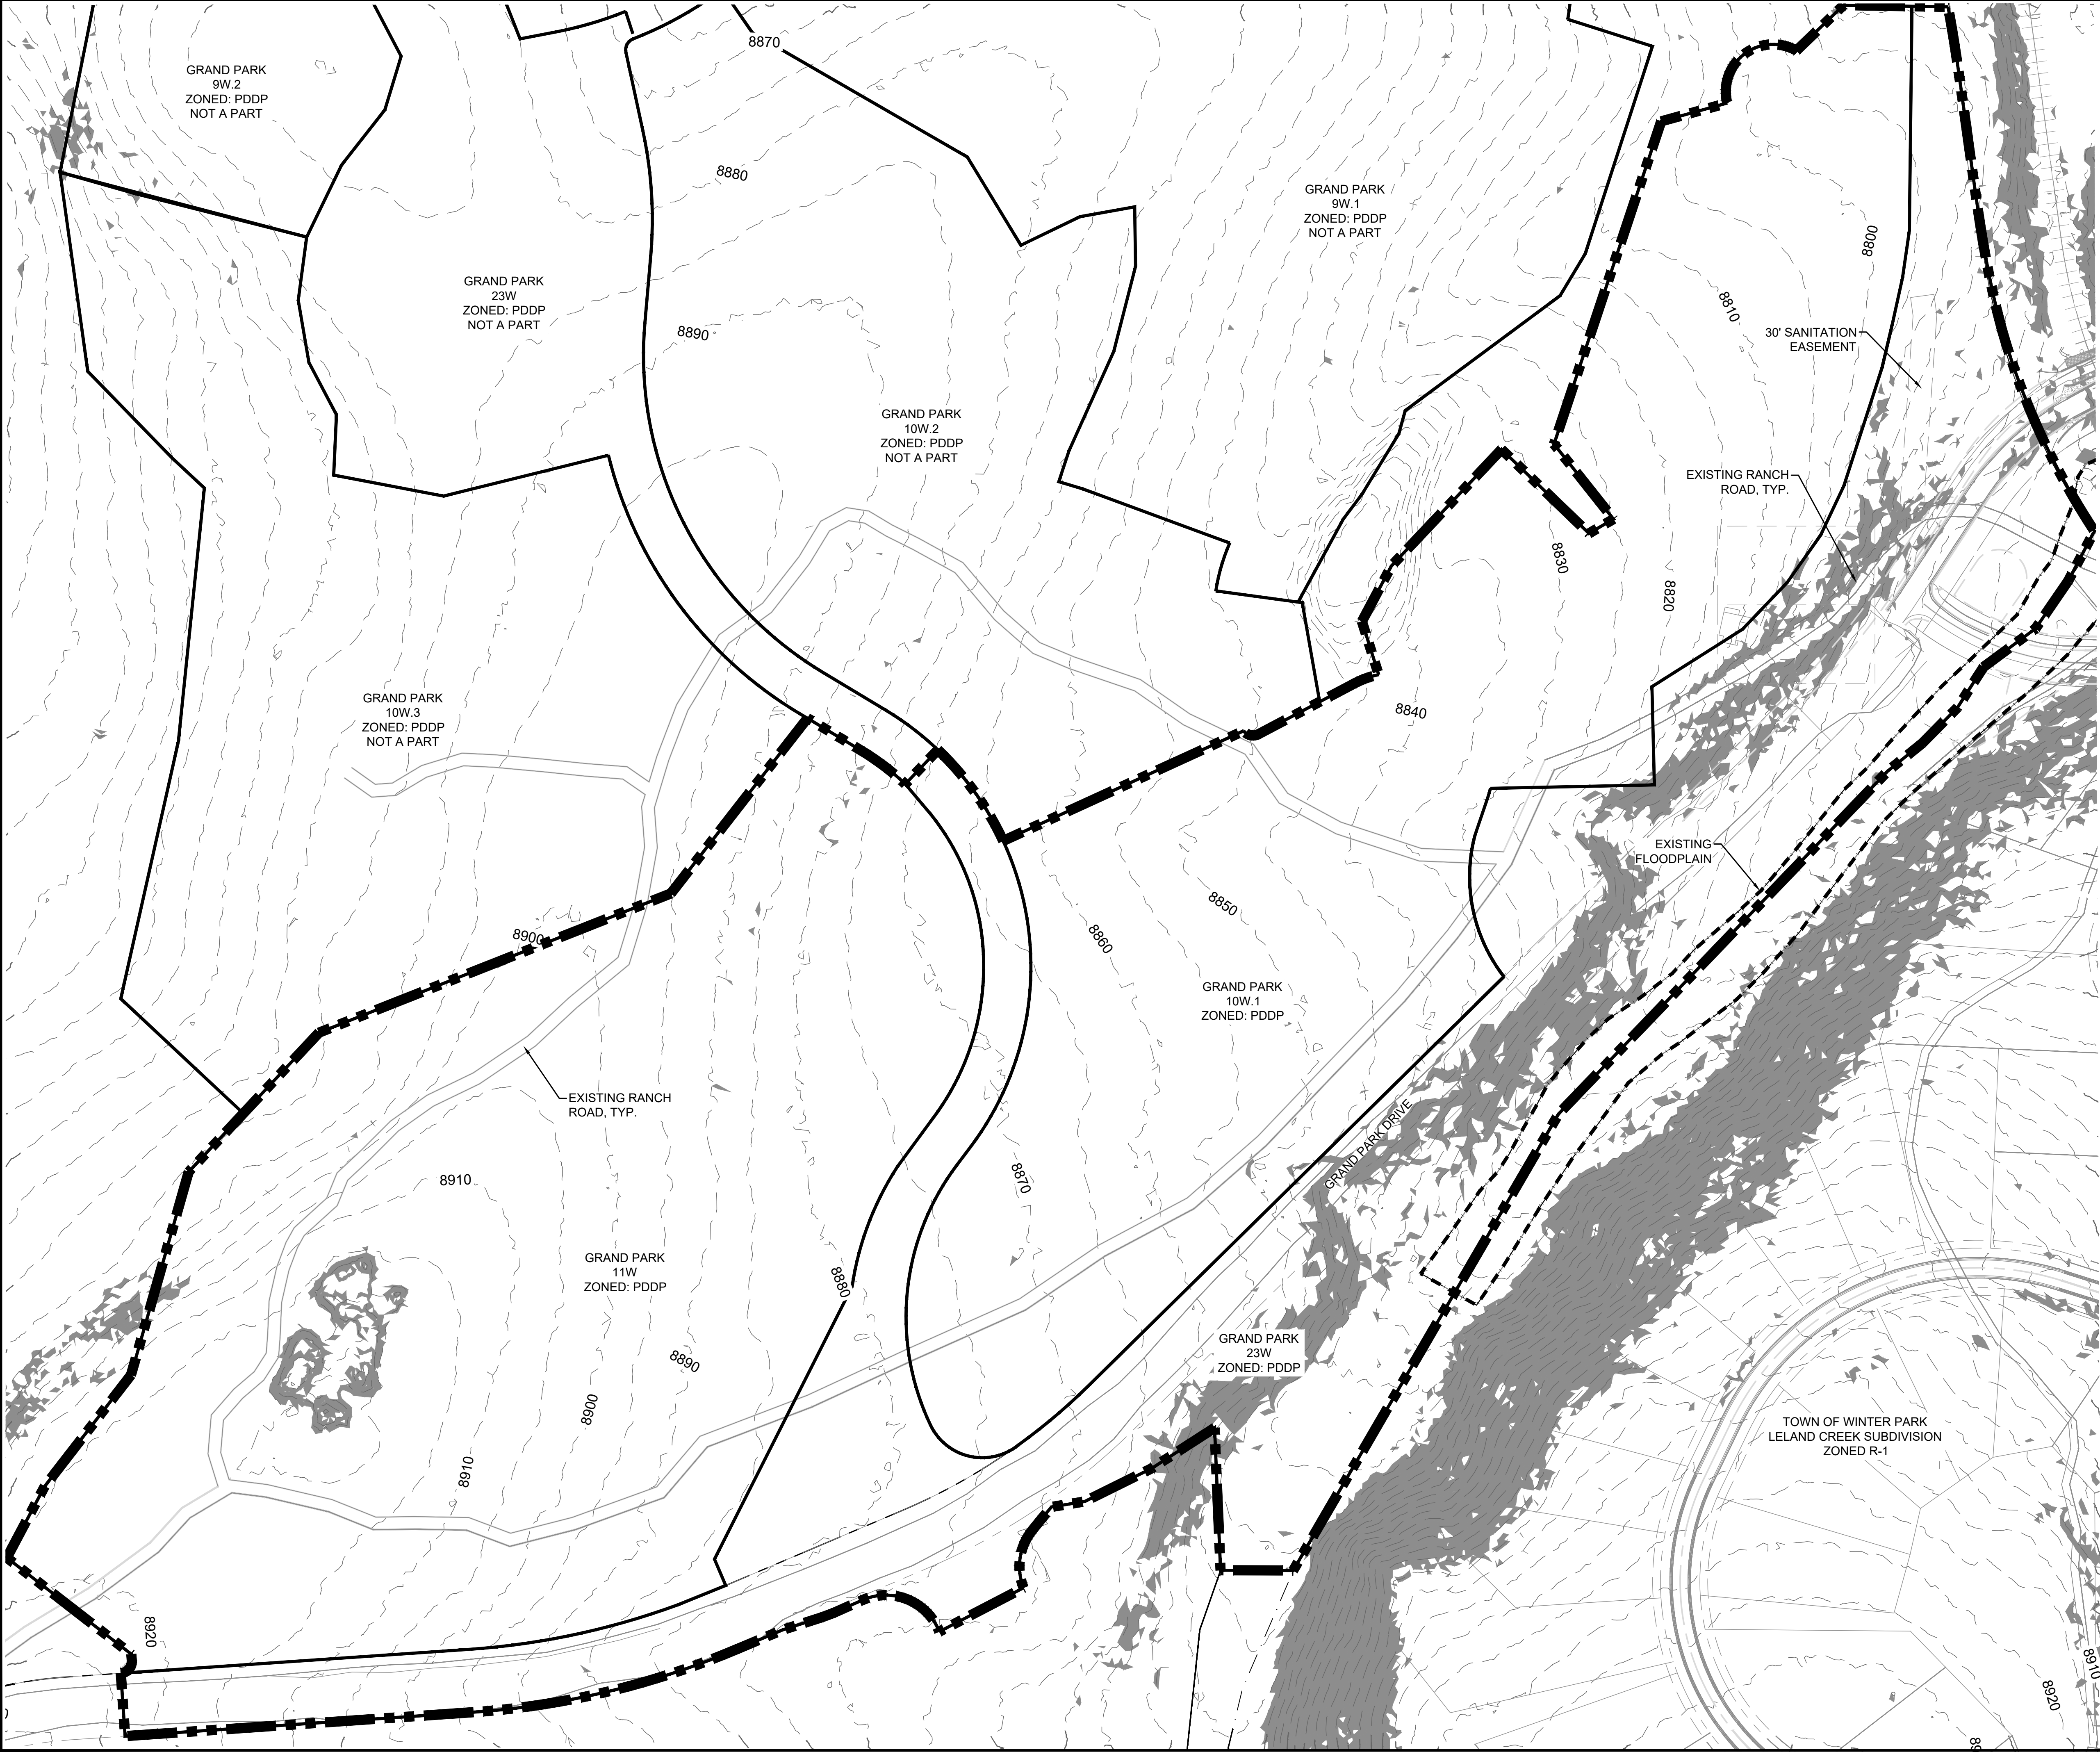 8870
GRAND PARK
9W.2
ZONED: PDDP
NOT A PART
8880
GRAND PARK
9W.1
ZONED: PDDP
NOT A PART
8800
GRAND PARK
23W
ZONED: PDDP
NOT A PART
8810
8890
30' SANITATION
EASEMENT
GRAND PARK
10W.2
ZONED: PDDP
NOT A PART
EXISTING RANCH
ROAD, TYP.
8830
8820
GRAND PARK
10W.3
ZONED: PDDP
NOT A PART
8840
EXISTING
FLOODPLAIN
8850
8900
8860
GRAND PARK
10W.1
ZONED: PDDP
EXISTING RANCH
ROAD, TYP.
GRAND PARK DRIVE
8910
8870
GRAND PARK
11W
ZONED: PDDP
8880
GRAND PARK
23W
ZONED: PDDP
8890
8900
TOWN OF WINTER PARK
LELAND CREEK SUBDIVISION
ZONED R-1
8910
8920
8910
8920